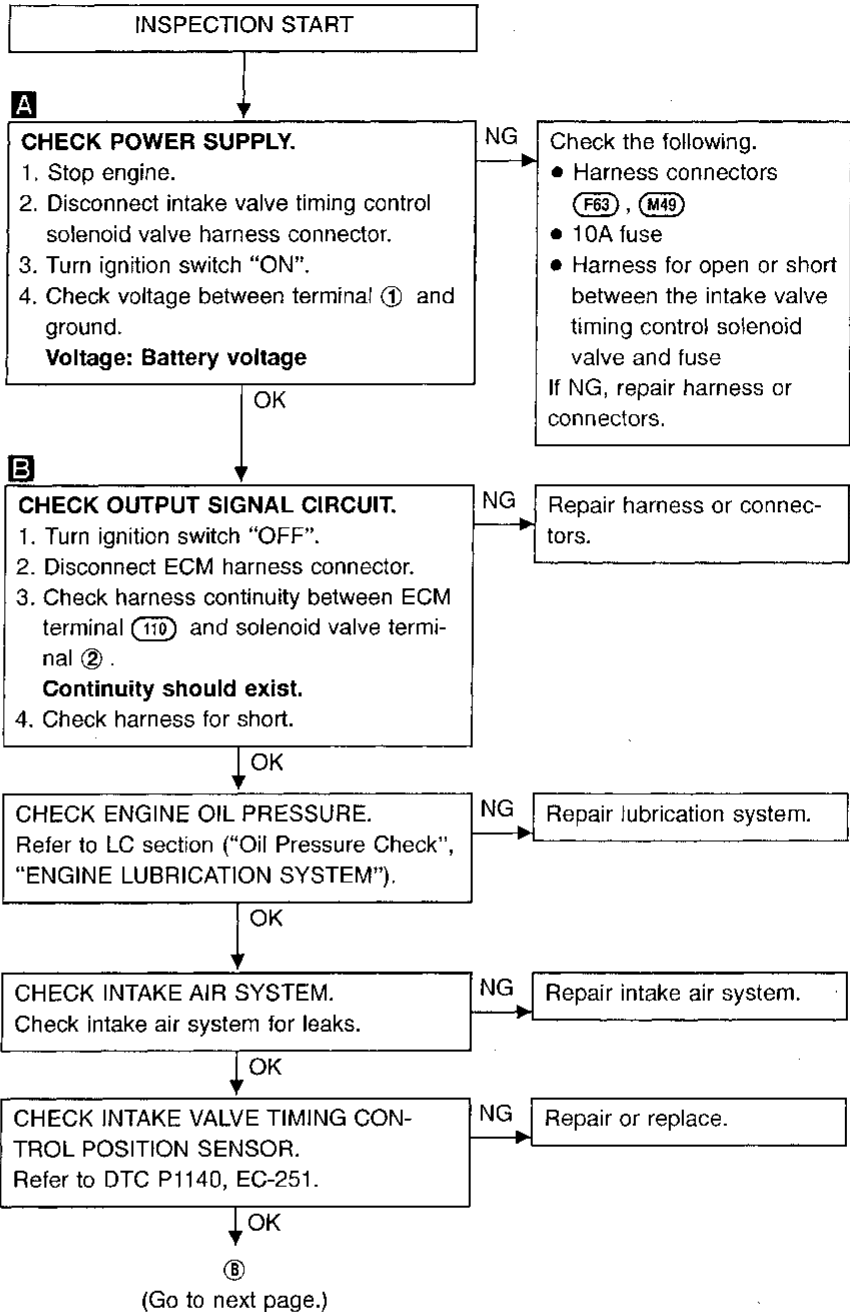 INSPECTION START
A
CHECK POWER SUPPLY.
1. Stop engine.
2. Disconnect intake valve timing control
solenoid valve harness connector.
3. Turn ignition switch "ON".
4. Check voltage between terminal ① and
ground.
Voltage: Battery voltage
NG
Check the following.
● Harness connectors
(F63) , (M49)
● 10A fuse
● Harness for open or short
between the intake valve
timing control solenoid
valve and fuse
If NG, repair harness or
connectors.
OK
B
CHECK OUTPUT SIGNAL CIRCUIT.
1. Turn ignition switch "OFF".
2. Disconnect ECM harness connector.
3. Check harness continuity between ECM
terminal (110) and solenoid valve termi-
nal ② .
Continuity should exist.
4. Check harness for short.
NG
Repair harness or connec-
tors.
OK
CHECK ENGINE OIL PRESSURE.
Refer to LC section ("Oil Pressure Check",
"ENGINE LUBRICATION SYSTEM").
NG
Repair lubrication system.
OK
CHECK INTAKE AIR SYSTEM.
Check intake air system for leaks.
NG
Repair intake air system.
OK
CHECK INTAKE VALVE TIMING CON-
TROL POSITION SENSOR.
Refer to DTC P1140, EC-251.
NG
Repair or replace.
OK
Ⓑ
(Go to next page.)